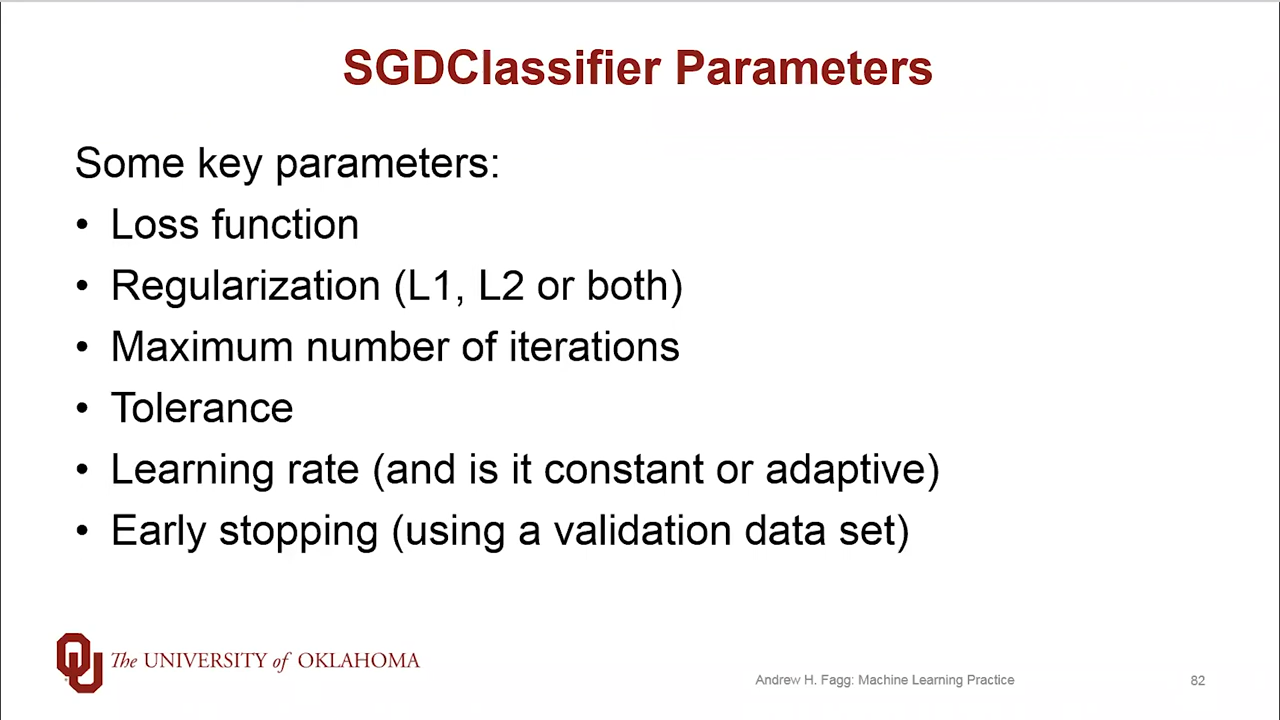 SGDClassifier Parameters
Some key parameters:
• Loss function
• Regularization (L1, L2 or both)
• Maximum number of iterations
• Tolerance
• Learning rate (and is it constant or adaptive)
• Early stopping (using a validation data set)
OU The UNIVERSITY of OKLAHOMA
Andrew H. Fagg: Machine Learning Practice
82